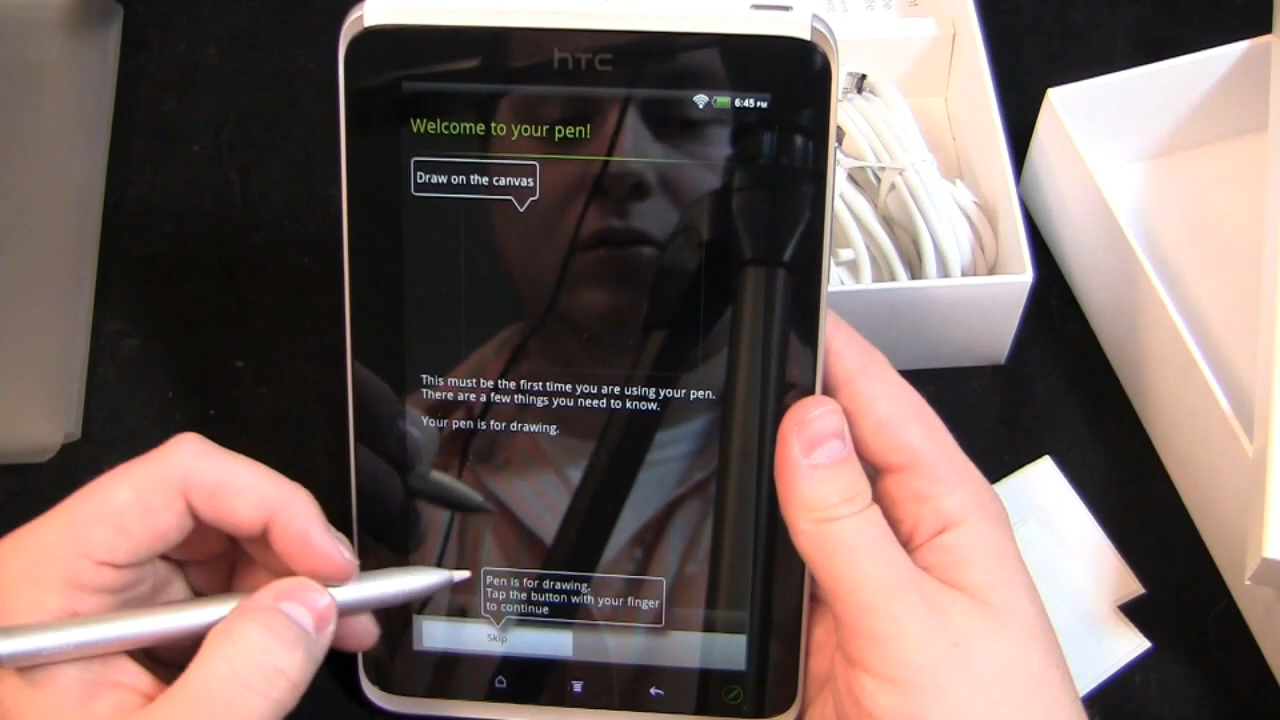 hTC
6:45 PM
Welcome to your pen!
Draw on the canvas
This must be the first time you are using your pen.
There are a few things you need to know.
Your pen is for drawing.
Pen is for drawing.
Tap the button with your finger
to continue
Skip